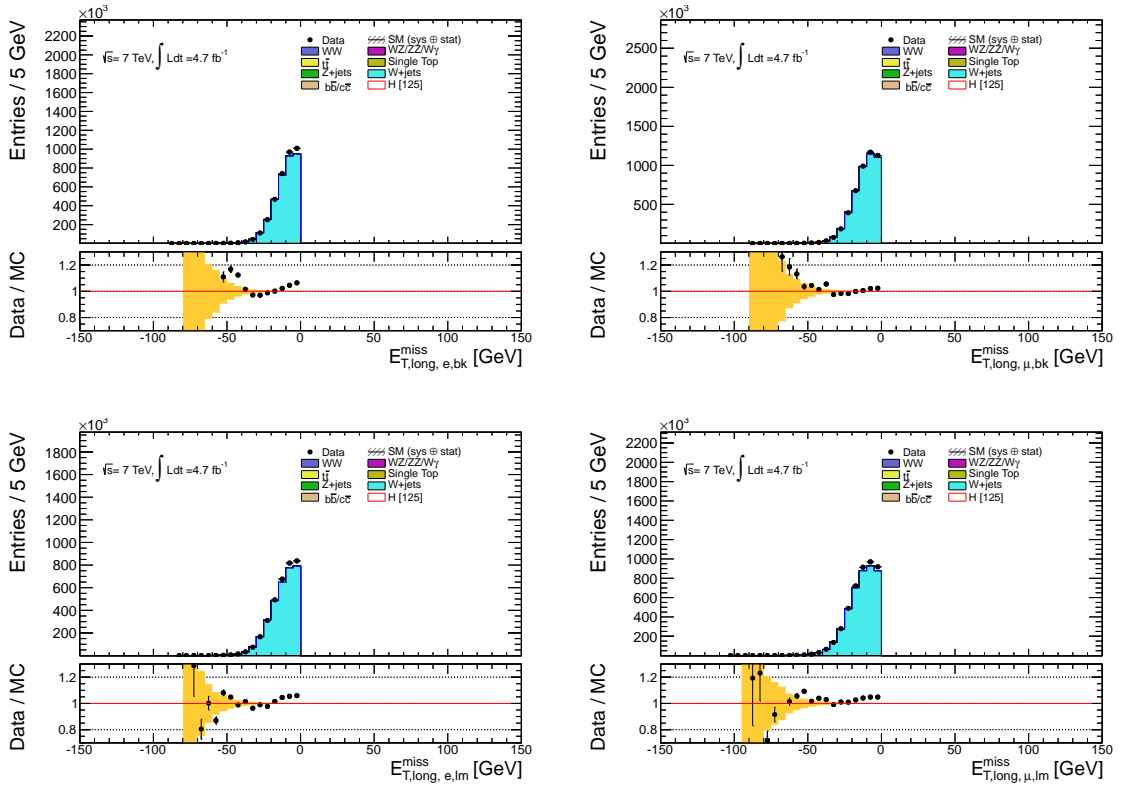 ×10³
Entries / 5 GeV
2200
2000
1800
1600
1400
1200
1000
800
600
400
200
√s = 7 TeV, ∫ Ldt = 4.7 fb⁻¹
Data SM (sys ⊕ stat)
WW WZ/ZZ/Wγ
tt̄ Single Top
Z+jets W+jets
bb̄/cc̄ H [125]
Data / MC
1.2
1
0.8
-150 -100 -50 0 50 100 150
E_{T,long, e,bk}^{miss} [GeV]
×10³
Entries / 5 GeV
2500
2000
1500
1000
500
√s = 7 TeV, ∫ Ldt = 4.7 fb⁻¹
Data SM (sys ⊕ stat)
WW WZ/ZZ/Wγ
tt̄ Single Top
Z+jets W+jets
bb̄/cc̄ H [125]
Data / MC
1.2
1
0.8
-150 -100 -50 0 50 100 150
E_{T,long, μ,bk}^{miss} [GeV]
×10³
Entries / 5 GeV
1800
1600
1400
1200
1000
800
600
400
200
√s = 7 TeV, ∫ Ldt = 4.7 fb⁻¹
Data SM (sys ⊕ stat)
WW WZ/ZZ/Wγ
tt̄ Single Top
Z+jets W+jets
bb̄/cc̄ H [125]
Data / MC
1.2
1
0.8
-150 -100 -50 0 50 100 150
E_{T,long, e,lm}^{miss} [GeV]
×10³
Entries / 5 GeV
2200
2000
1800
1600
1400
1200
1000
800
600
400
200
√s = 7 TeV, ∫ Ldt = 4.7 fb⁻¹
Data SM (sys ⊕ stat)
WW WZ/ZZ/Wγ
tt̄ Single Top
Z+jets W+jets
bb̄/cc̄ H [125]
Data / MC
1.2
1
0.8
-150 -100 -50 0 50 100 150
E_{T,long, μ,lm}^{miss} [GeV]